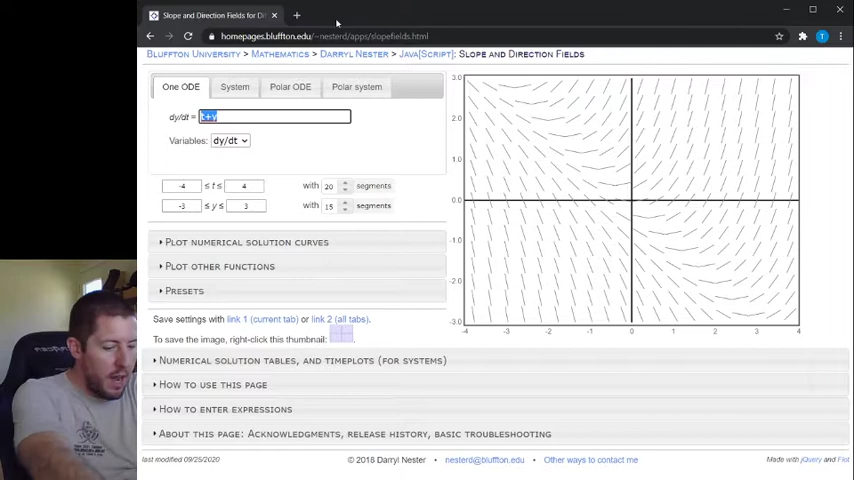 Slope and Direction Fields for Di
homepages.bluffton.edu/~nesterd/apps/slopefields.html
T
Bluffton University > Mathematics > Darryl Nester > Java[Script]: Slope and Direction Fields
One ODE System Polar ODE Polar system
dy/dt = t+y
Variables: dy/dt
-4 ≤ t ≤ 4 with 20 segments
-3 ≤ y ≤ 3 with 15 segments
Plot numerical solution curves
Plot other functions
Presets
Save settings with link 1 (current tab) or link 2 (all tabs).
To save the image, right-click this thumbnail: .
3.0
2.0
1.0
0.0
-1.0
-2.0
-3.0
-4 -3 -2 -1 0 1 2 3 4
Numerical solution tables, and timeplots (for systems)
How to use this page
How to enter expressions
About this page: Acknowledgments, release history, basic troubleshooting
last modified 09/25/2020 © 2018 Darryl Nester • nesterd@bluffton.edu • Other ways to contact me Made with jQuery and Flot